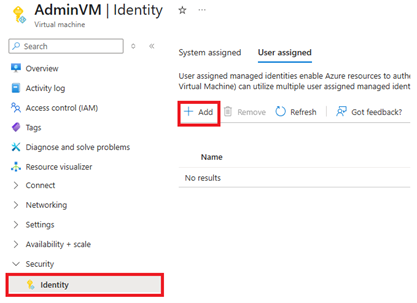 AdminVM | Identity
Virtual machine
Search
Overview
Activity log
Access control (IAM)
Tags
Diagnose and solve problems
Resource visualizer
Connect
Networking
Settings
Availability + scale
Security
Identity
System assigned
User assigned
User assigned managed identities enable Azure resources to authe
Virtual Machine) can utilize multiple user assigned managed ident
Add
Remove
Refresh
Got feedback?
Name
No results